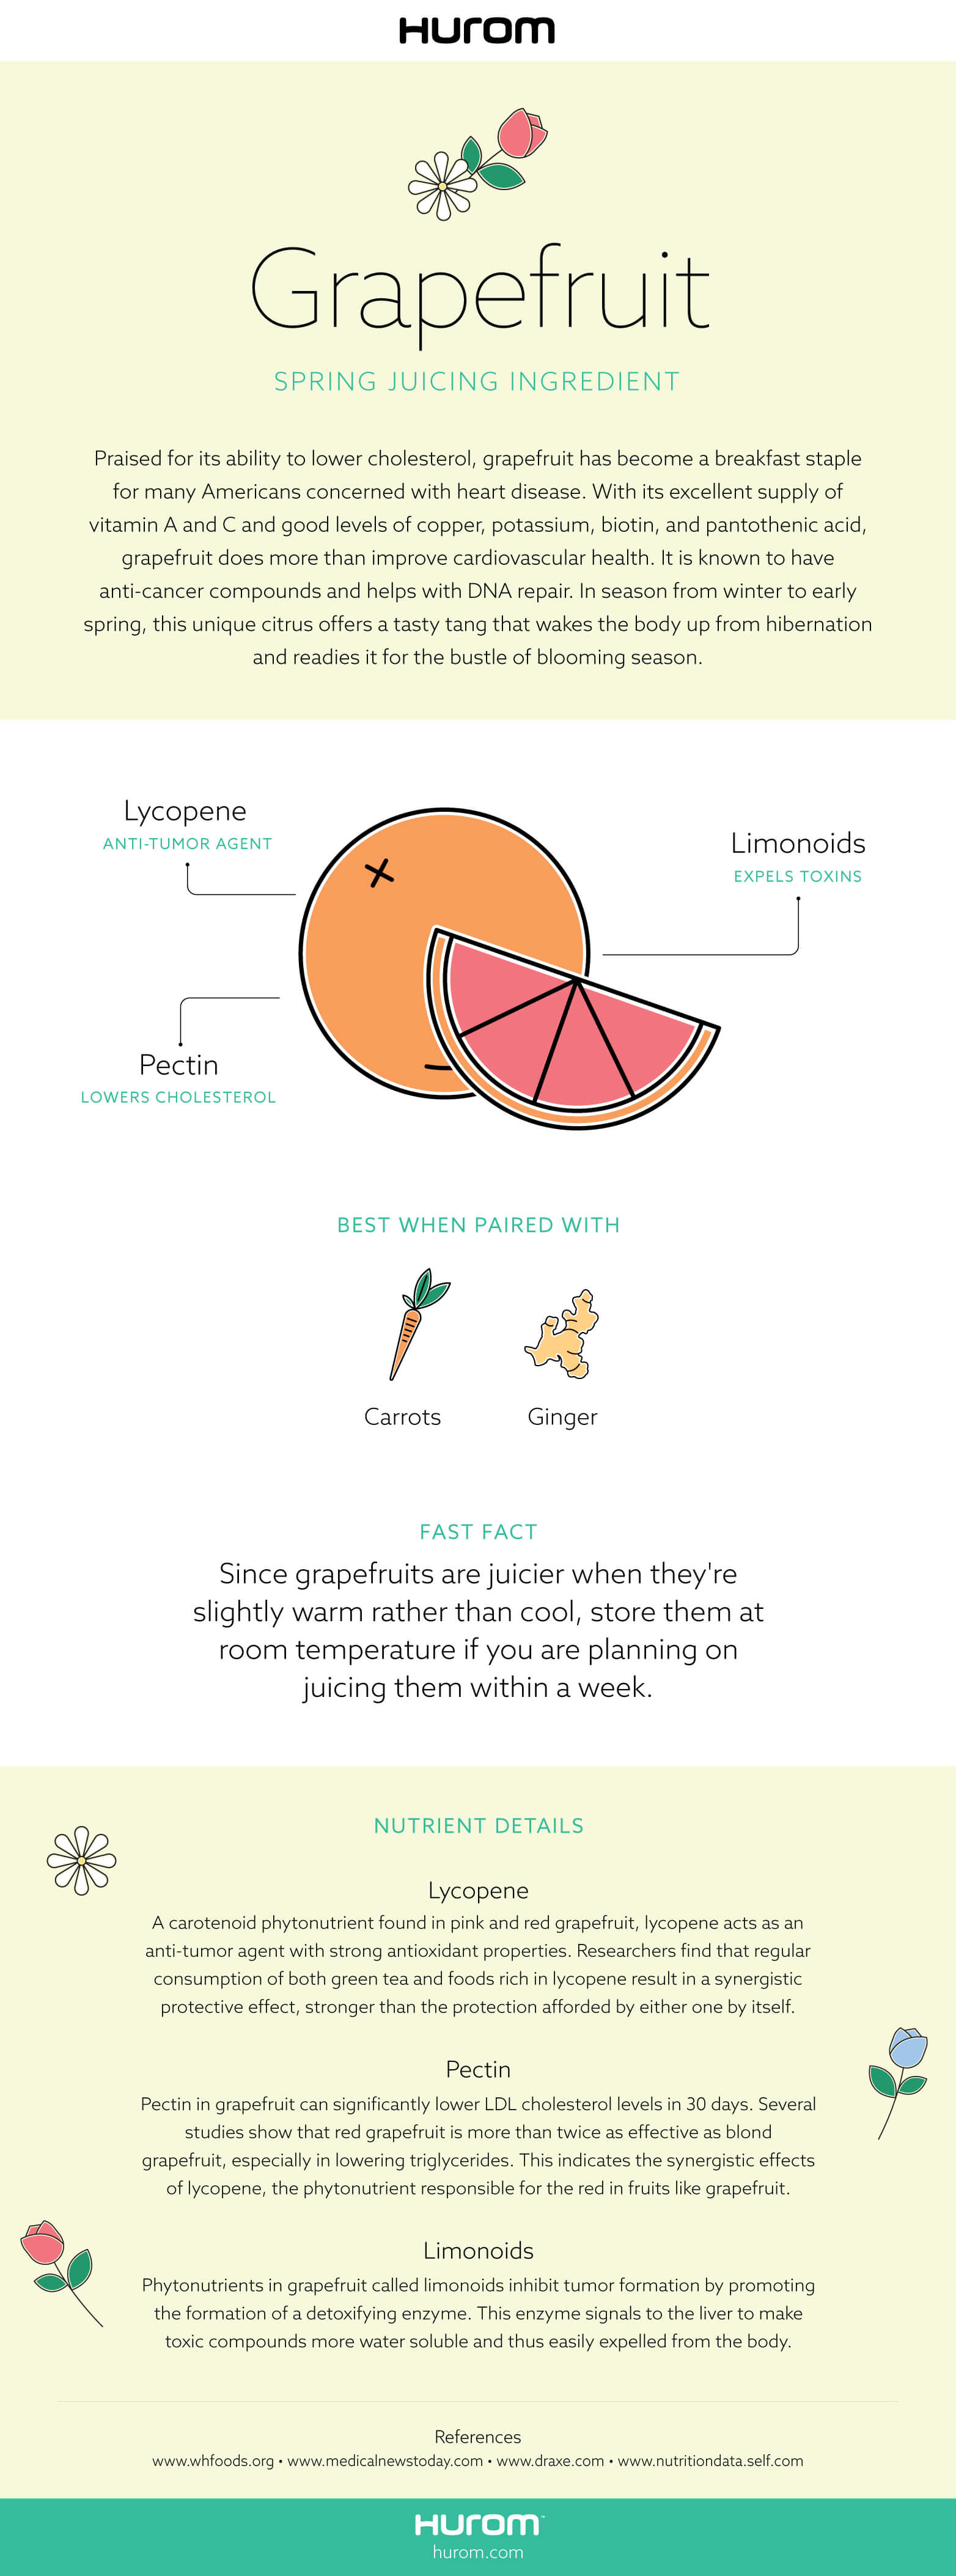 HUROM
Grapefruit
SPRING JUICING INGREDIENT
Praised for its ability to lower cholesterol, grapefruit has become a breakfast staple
for many Americans concerned with heart disease. With its excellent supply of
vitamin A and C and good levels of copper, potassium, biotin, and pantothenic acid,
grapefruit does more than improve cardiovascular health. It is known to have
anti-cancer compounds and helps with DNA repair. In season from winter to early
spring, this unique citrus offers a tasty tang that wakes the body up from hibernation
and readies it for the bustle of blooming season.
Lycopene
ANTI-TUMOR AGENT
Limonoids
EXPELS TOXINS
Pectin
LOWERS CHOLESTEROL
BEST WHEN PAIRED WITH
Carrots
Ginger
FAST FACT
Since grapefruits are juicier when they're
slightly warm rather than cool, store them at
room temperature if you are planning on
juicing them within a week.
NUTRIENT DETAILS
Lycopene
A carotenoid phytonutrient found in pink and red grapefruit, lycopene acts as an
anti-tumor agent with strong antioxidant properties. Researchers find that regular
consumption of both green tea and foods rich in lycopene result in a synergistic
protective effect, stronger than the protection afforded by either one by itself.
Pectin
Pectin in grapefruit can significantly lower LDL cholesterol levels in 30 days. Several
studies show that red grapefruit is more than twice as effective as blond
grapefruit, especially in lowering triglycerides. This indicates the synergistic effects
of lycopene, the phytonutrient responsible for the red in fruits like grapefruit.
Limonoids
Phytonutrients in grapefruit called limonoids inhibit tumor formation by promoting
the formation of a detoxifying enzyme. This enzyme signals to the liver to make
toxic compounds more water soluble and thus easily expelled from the body.
References
www.whfoods.org • www.medicalnewstoday.com • www.draxe.com • www.nutritiondata.self.com
HUROM™
hurom.com